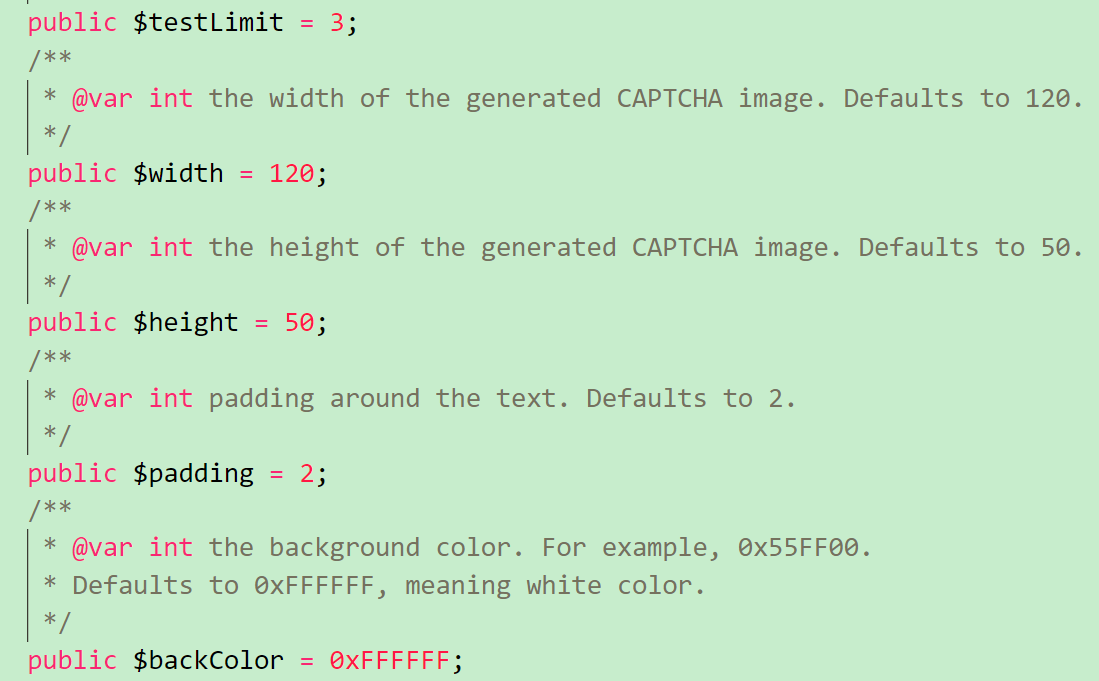 public $testLimit = 3;
/**
 * @var int the width of the generated CAPTCHA image. Defaults to 120.
 */
public $width = 120;
/**
 * @var int the height of the generated CAPTCHA image. Defaults to 50.
 */
public $height = 50;
/**
 * @var int padding around the text. Defaults to 2.
 */
public $padding = 2;
/**
 * @var int the background color. For example, 0x55FF00.
 * Defaults to 0xFFFFFF, meaning white color.
 */
public $backColor = 0xFFFFFF;